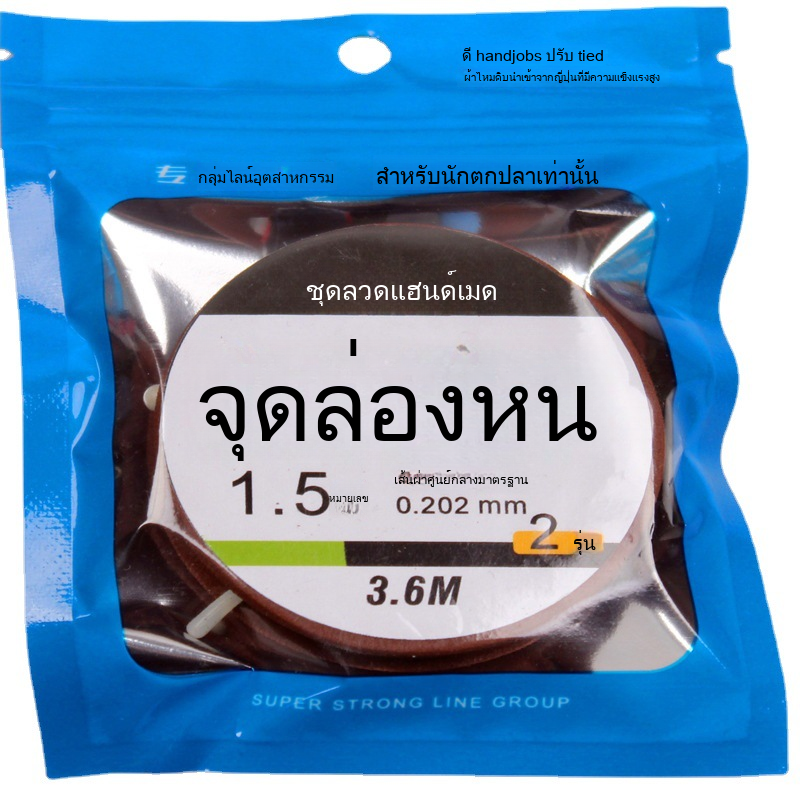 ดี handjobs ปรับ tied
ผ้าไหมดิบนำเข้าจากญี่ปุ่นที่มีความแข็งแรงสูง
กลุ่มไลน์อุตสาหกรรม สำหรับนักตกปลาเท่านั้น
ชุดลวดแฮนด์เมด
จุดล่องหน
1.5 หมายเลข
เส้นผ่าศูนย์กลางมาตรฐาน
0.202 mm
2 รุ่น
3.6M
SUPER STRONG LINE GROUP